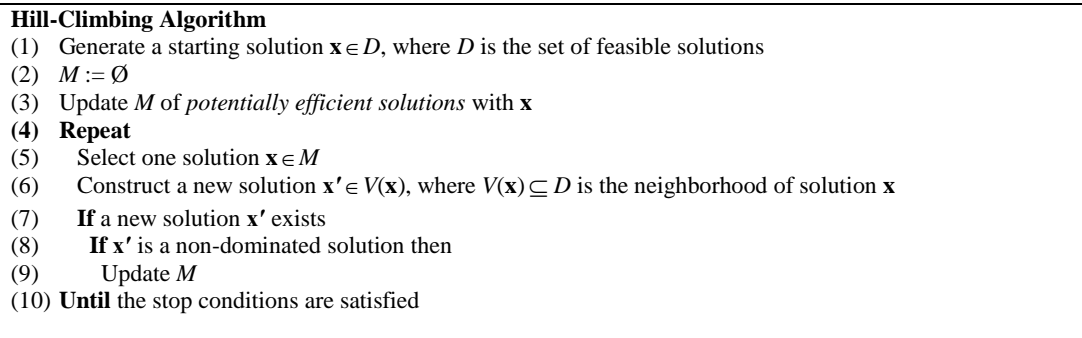 Hill-Climbing Algorithm
(1) Generate a starting solution x ∈ D, where D is the set of feasible solutions
(2) M := Ø
(3) Update M of potentially efficient solutions with x
(4) Repeat
(5) Select one solution x ∈ M
(6) Construct a new solution x′ ∈ V(x), where V(x) ⊆ D is the neighborhood of solution x
(7) If a new solution x′ exists
(8) If x′ is a non-dominated solution then
(9) Update M
(10) Until the stop conditions are satisfied